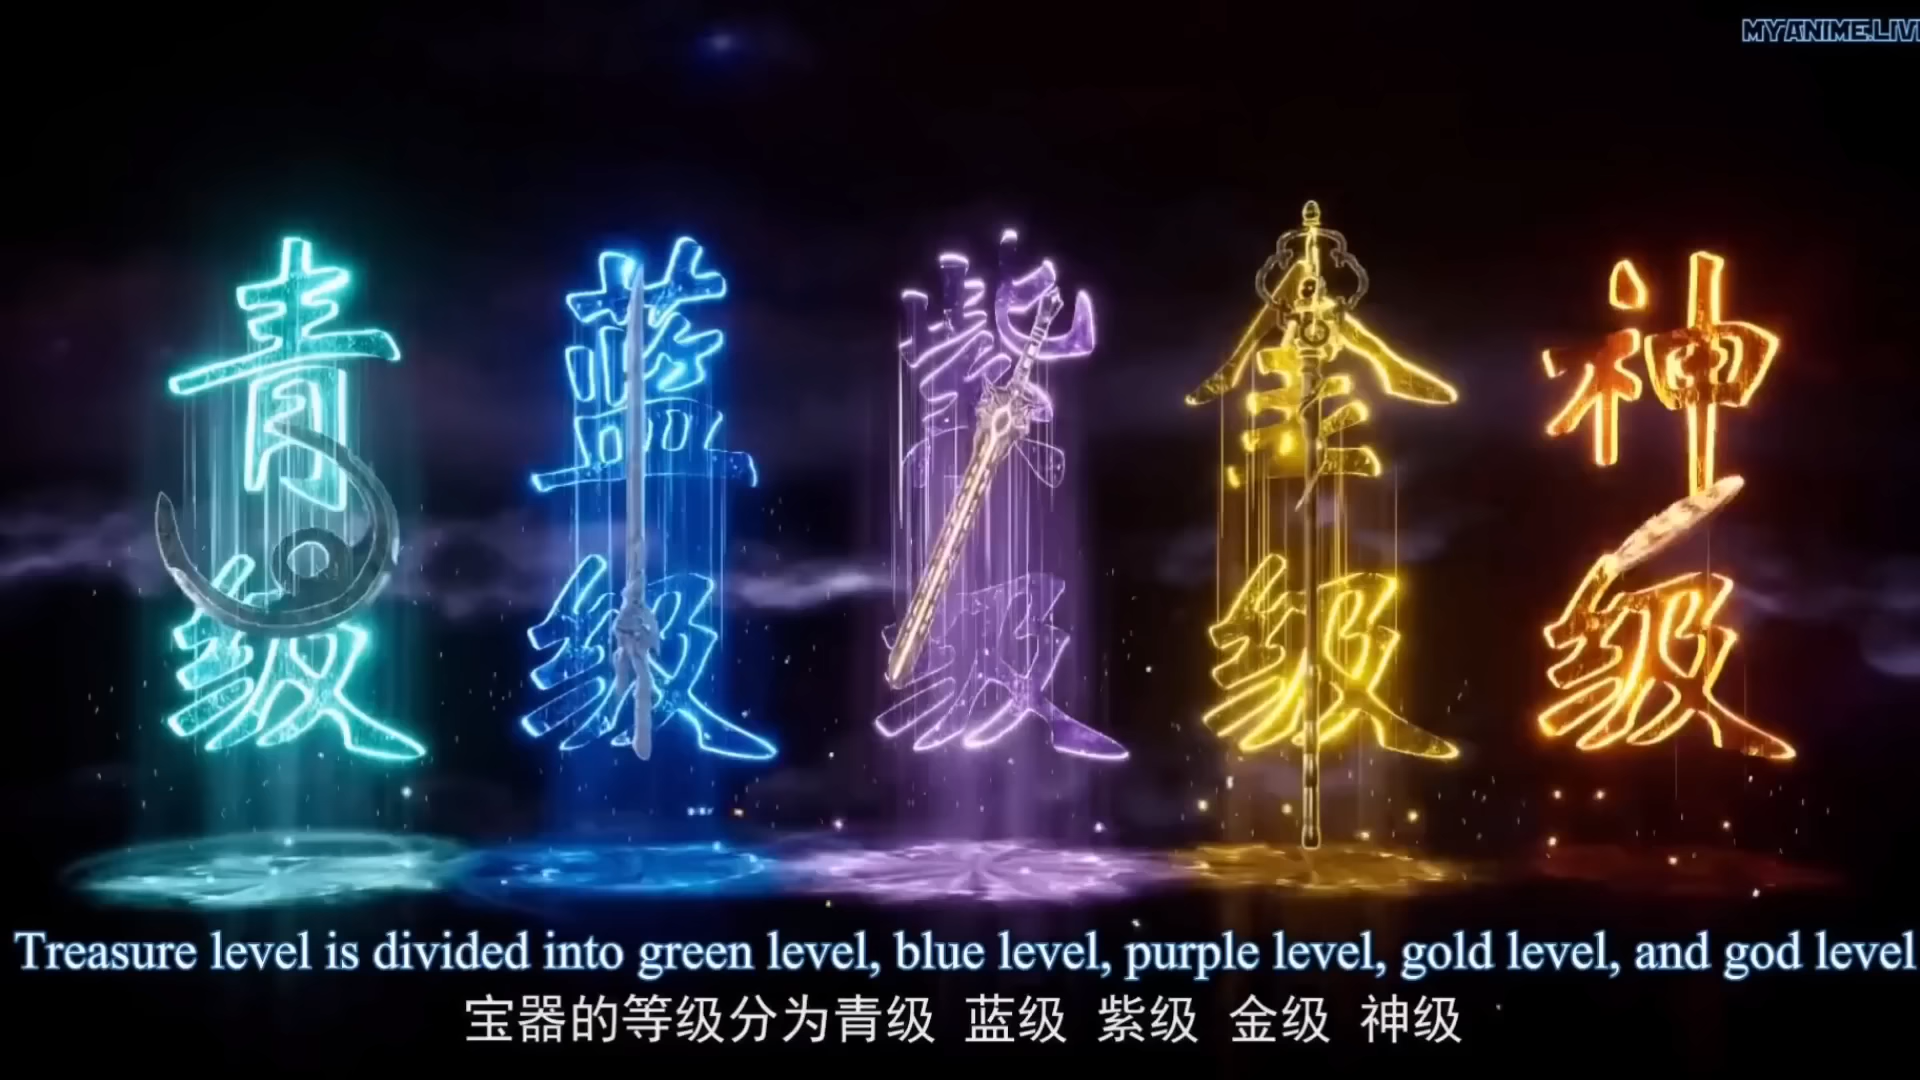 MYANIME.LIV
青级
蓝级
紫级
金级
神级
Treasure level is divided into green level, blue level, purple level, gold level, and god level
宝器的等级分为青级 蓝级 紫级 金级 神级